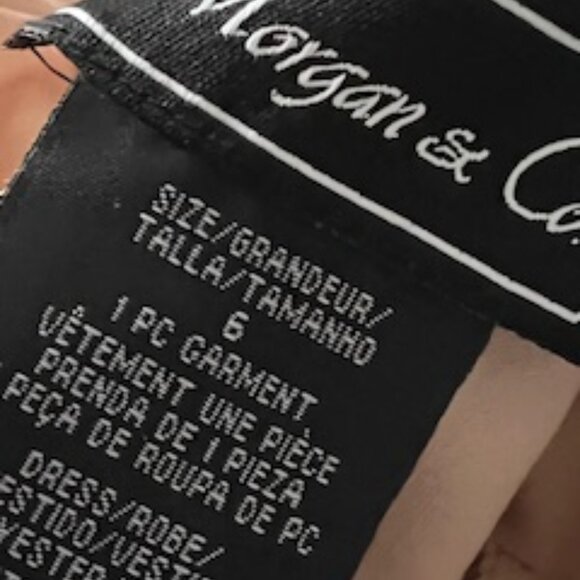 Morgan & Co.
SIZE/GRANDEUR/
TALLA/TAMANHO
6
1 PC GARMENT
VÊTEMENT UNE PIÈCE
PRENDA DE 1 PIEZA
PEÇA DE ROUPA DE PC
DRESS/ROBE/